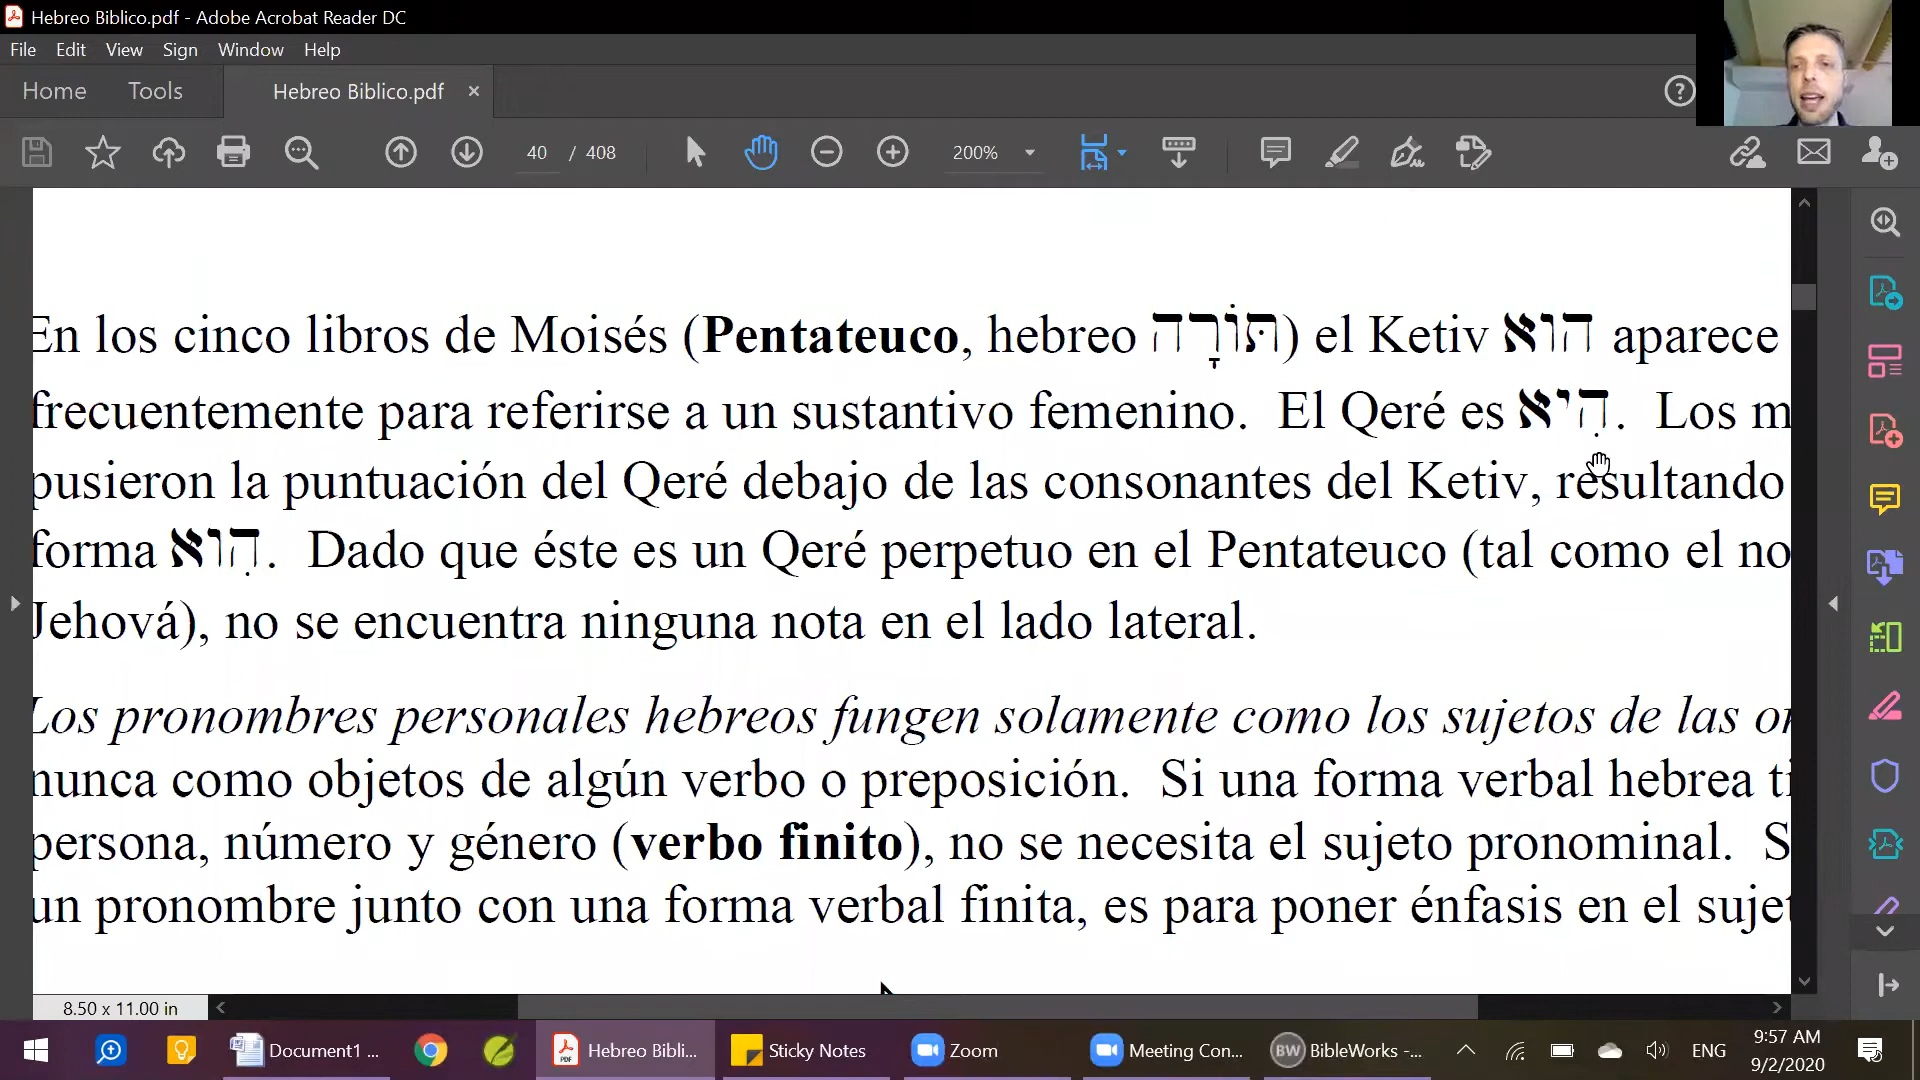 Hebreo Biblico.pdf - Adobe Acrobat Reader DC
File Edit View Sign Window Help
Home Tools Hebreo Biblico.pdf ×
40 / 408 200%
En los cinco libros de Moisés (Pentateuco, hebreo תּוֹרָה) el Ketiv הוא aparece
frecuentemente para referirse a un sustantivo femenino. El Qeré es הִיא. Los m
pusieron la puntuación del Qeré debajo de las consonantes del Ketiv, resultando
forma הִוא. Dado que éste es un Qeré perpetuo en el Pentateuco (tal como el no
Jehová), no se encuentra ninguna nota en el lado lateral.
Los pronombres personales hebreos fungen solamente como los sujetos de las or
nunca como objetos de algún verbo o preposición. Si una forma verbal hebrea ti
persona, número y género (verbo finito), no se necesita el sujeto pronominal. S
un pronombre junto con una forma verbal finita, es para poner énfasis en el sujet
8.50 x 11.00 in
Document1 ... Hebreo Bibli... Sticky Notes Zoom Meeting Con... BW BibleWorks -... ENG 9:57 AM
9/2/2020